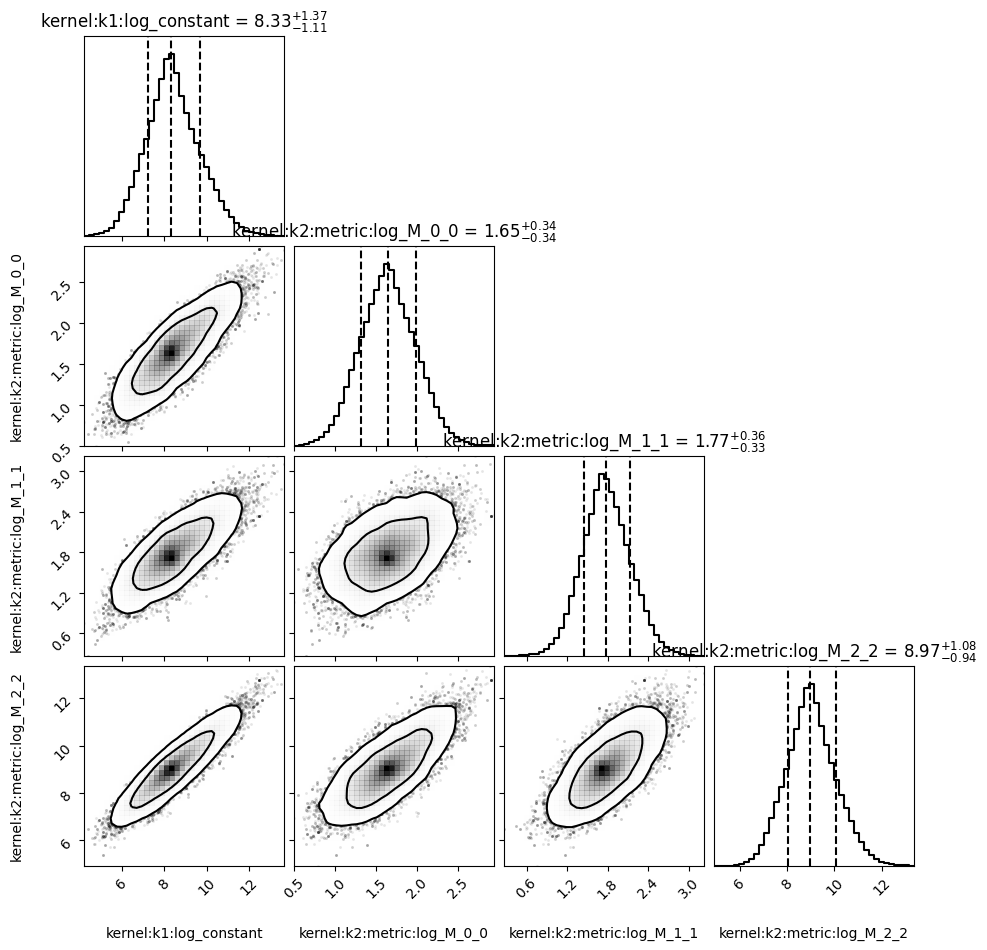 kernel:k1:log_constant = 8.33^{+1.37}_{-1.11}
kernel:k2:metric:log_M_0_0 = 1.65^{+0.34}_{-0.34}
kernel:k2:metric:log_M_0_0
2.5
2.0
1.5
1.0
0.5
kernel:k2:metric:log_M_1_1 = 1.77^{+0.36}_{-0.33}
kernel:k2:metric:log_M_1_1
3.0
2.4
1.8
1.2
0.6
kernel:k2:metric:log_M_2_2 = 8.97^{+1.08}_{-0.94}
kernel:k2:metric:log_M_2_2
12
10
8
6
6 8 10 12
0.5 1.0 1.5 2.0 2.5
0.6 1.2 1.8 2.4 3.0
6 8 10 12
kernel:k1:log_constant
kernel:k2:metric:log_M_0_0
kernel:k2:metric:log_M_1_1
kernel:k2:metric:log_M_2_2